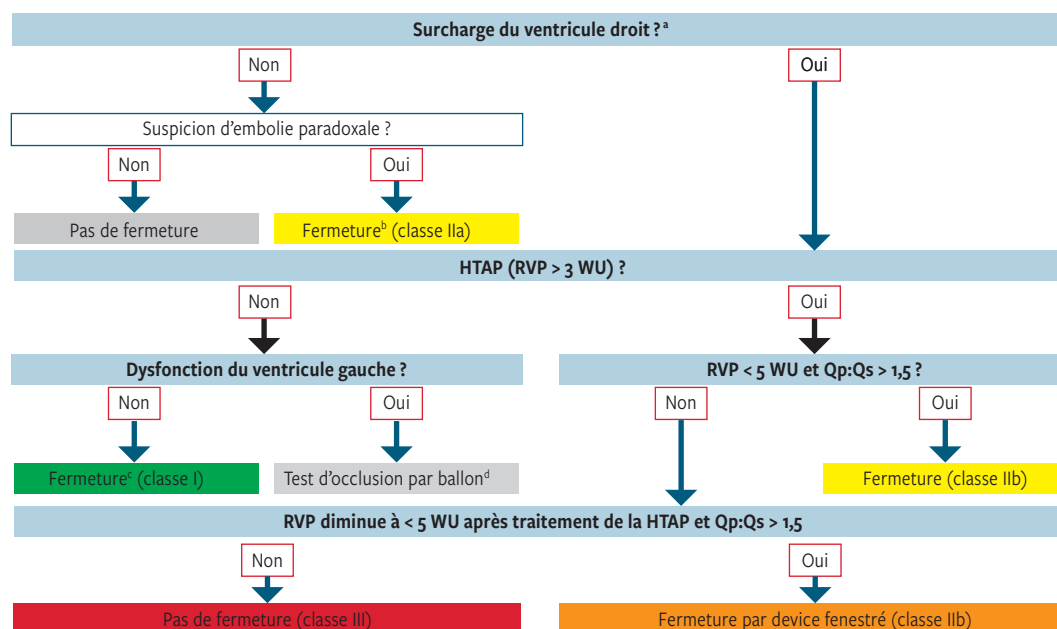 Surcharge du ventricule droit ?ᵃ
Non
Oui
Suspicion d'embolie paradoxale ?
Non
Oui
Pas de fermeture
Fermetureᵇ (classe IIa)
HTAP (RVP > 3 WU) ?
Non
Oui
Dysfonction du ventricule gauche ?
RVP < 5 WU et Qp:Qs > 1,5 ?
Non
Oui
Non
Oui
Fermetureᶜ (classe I)
Test d'occlusion par ballonᵈ
Fermeture (classe IIb)
RVP diminue à < 5 WU après traitement de la HTAP et Qp:Qs > 1,5
Non
Oui
Pas de fermeture (classe III)
Fermeture par device fenestré (classe IIb)